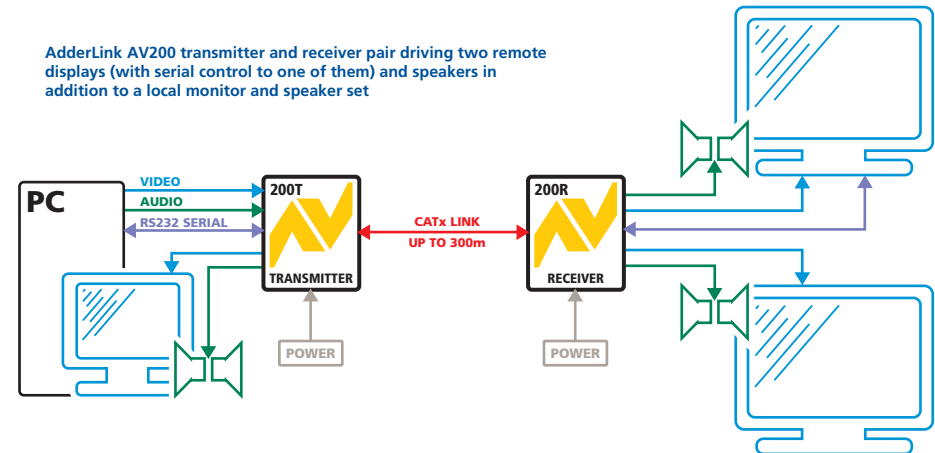 AdderLink AV200 transmitter and receiver pair driving two remote
displays (with serial control to one of them) and speakers in
addition to a local monitor and speaker set
PC
VIDEO
AUDIO
RS232 SERIAL
200T
TRANSMITTER
CATx LINK
UP TO 300m
200R
RECEIVER
POWER
POWER